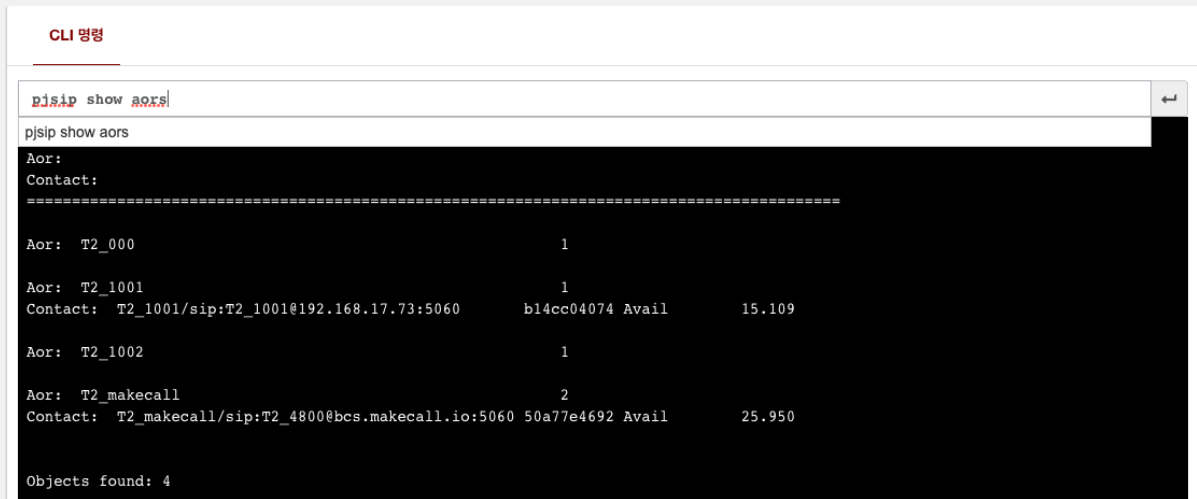 CLI 명령
pjsip show aors
pjsip show aors
Aor:
Contact:
==========================================================================================
Aor:  T2_000                                               1
Aor:  T2_1001                                              1
Contact:  T2_1001/sip:T2_1001@192.168.17.73:5060       b14cc04074 Avail        15.109
Aor:  T2_1002                                              1
Aor:  T2_makecall                                          2
Contact:  T2_makecall/sip:T2_4800@bcs.makecall.io:5060 50a77e4692 Avail        25.950
Objects found: 4